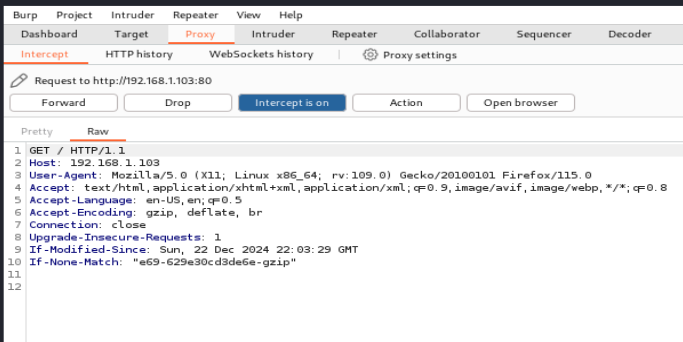 Burp Project Intruder Repeater View Help
Dashboard Target Proxy Intruder Repeater Collaborator Sequencer Decoder
Intercept HTTP history WebSockets history Proxy settings
Request to http://192.168.1.103:80
Forward Drop Intercept is on Action Open browser
Pretty Raw
1 GET / HTTP/1.1
2 Host: 192.168.1.103
3 User-Agent: Mozilla/5.0 (X11; Linux x86_64; rv:109.0) Gecko/20100101 Firefox/115.0
4 Accept: text/html,application/xhtml+xml,application/xml;q=0.9,image/avif,image/webp,*/*;q=0.8
5 Accept-Language: en-US,en;q=0.5
6 Accept-Encoding: gzip, deflate, br
7 Connection: close
8 Upgrade-Insecure-Requests: 1
9 If-Modified-Since: Sun, 22 Dec 2024 22:03:29 GMT
10 If-None-Match: "e69-629e30cd3de6e-gzip"
11
12